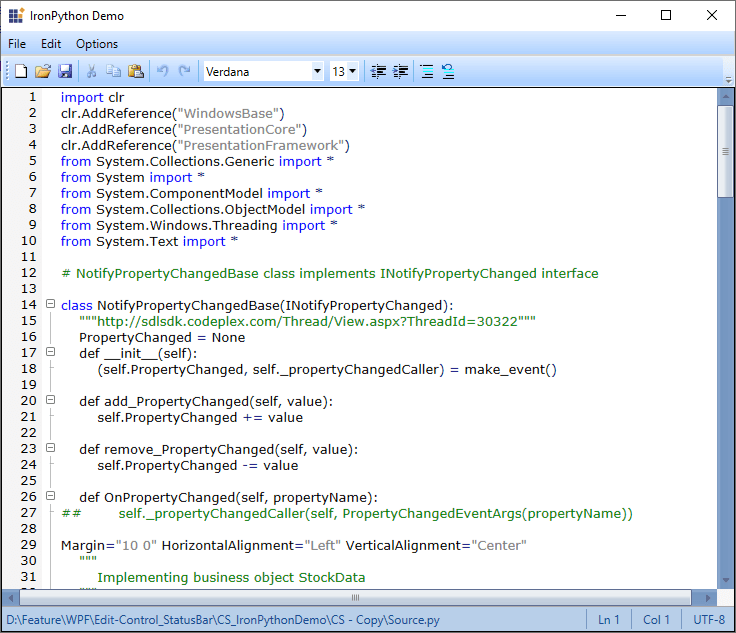 IronPython Demo
File Edit Options
Verdana 13
1 import clr
2 clr.AddReference("WindowsBase")
3 clr.AddReference("PresentationCore")
4 clr.AddReference("PresentationFramework")
5 from System.Collections.Generic import *
6 from System import *
7 from System.ComponentModel import *
8 from System.Collections.ObjectModel import *
9 from System.Windows.Threading import *
10 from System.Text import *
11
12 # NotifyPropertyChangedBase class implements INotifyPropertyChanged interface
13
14 class NotifyPropertyChangedBase(INotifyPropertyChanged):
15 """http://sdlsdk.codeplex.com/Thread/View.aspx?ThreadId=30322"""
16 PropertyChanged = None
17 def __init__(self):
18 (self.PropertyChanged, self._propertyChangedCaller) = make_event()
19
20 def add_PropertyChanged(self, value):
21 self.PropertyChanged += value
22
23 def remove_PropertyChanged(self, value):
24 self.PropertyChanged -= value
25
26 def OnPropertyChanged(self, propertyName):
27 ## self._propertyChangedCaller(self, PropertyChangedEventArgs(propertyName))
28
29 Margin="10 0" HorizontalAlignment="Left" VerticalAlignment="Center"
30 """
31 Implementing business object StockData
D:\Feature\WPF\Edit-Control_StatusBar\CS_IronPythonDemo\CS - Copy\Source.py Ln 1 Col 1 UTF-8